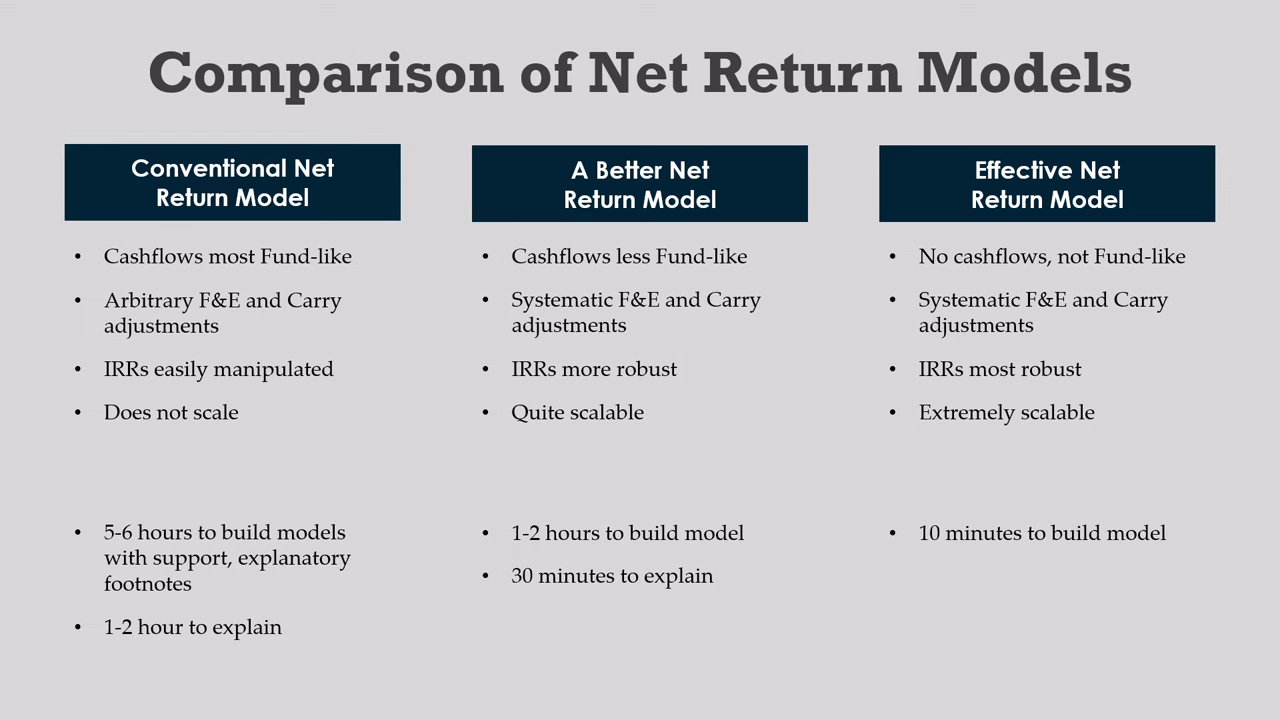 Comparison of Net Return Models
Conventional Net
Return Model
• Cashflows most Fund-like
• Arbitrary F&E and Carry
adjustments
• IRRs easily manipulated
• Does not scale
• 5-6 hours to build models
with support, explanatory
footnotes
• 1-2 hour to explain
A Better Net
Return Model
• Cashflows less Fund-like
• Systematic F&E and Carry
adjustments
• IRRs more robust
• Quite scalable
• 1-2 hours to build model
• 30 minutes to explain
Effective Net
Return Model
• No cashflows, not Fund-like
• Systematic F&E and Carry
adjustments
• IRRs most robust
• Extremely scalable
• 10 minutes to build model